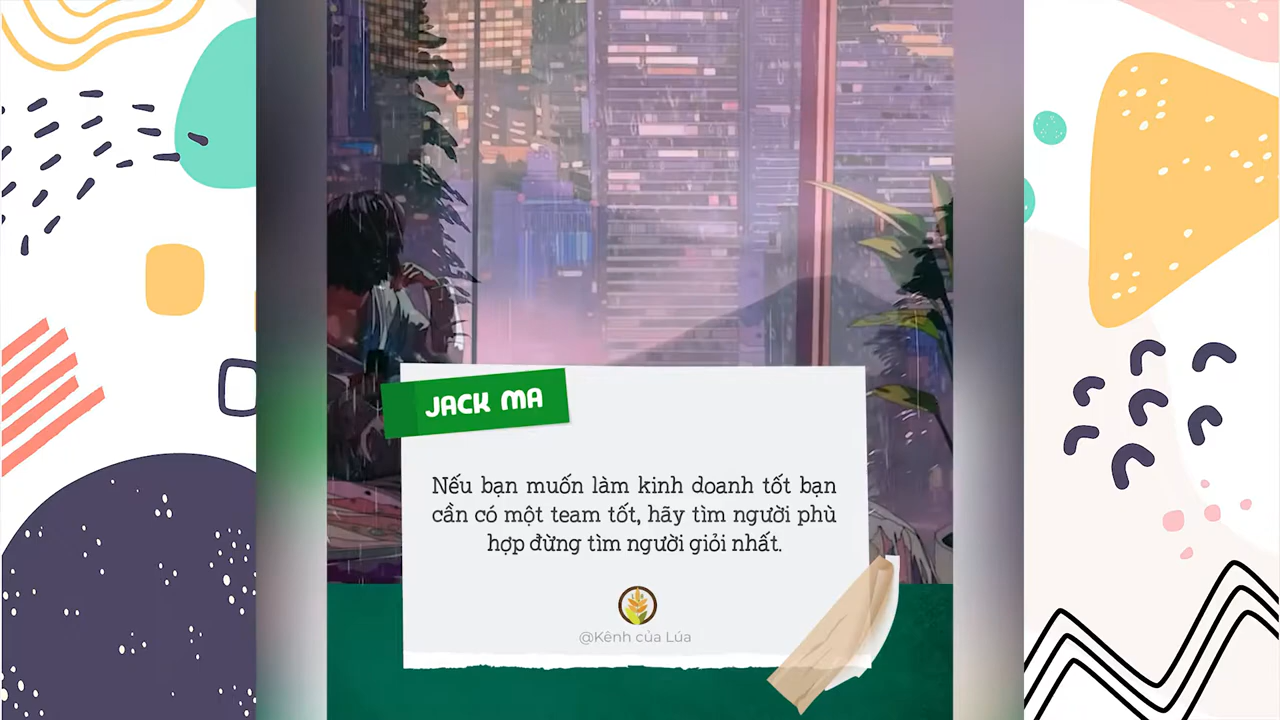 JACK MA
Nếu bạn muốn làm kinh doanh tốt bạn
cần có một team tốt, hãy tìm người phù
hợp đừng tìm người giỏi nhất.
@Kênh của Lúa